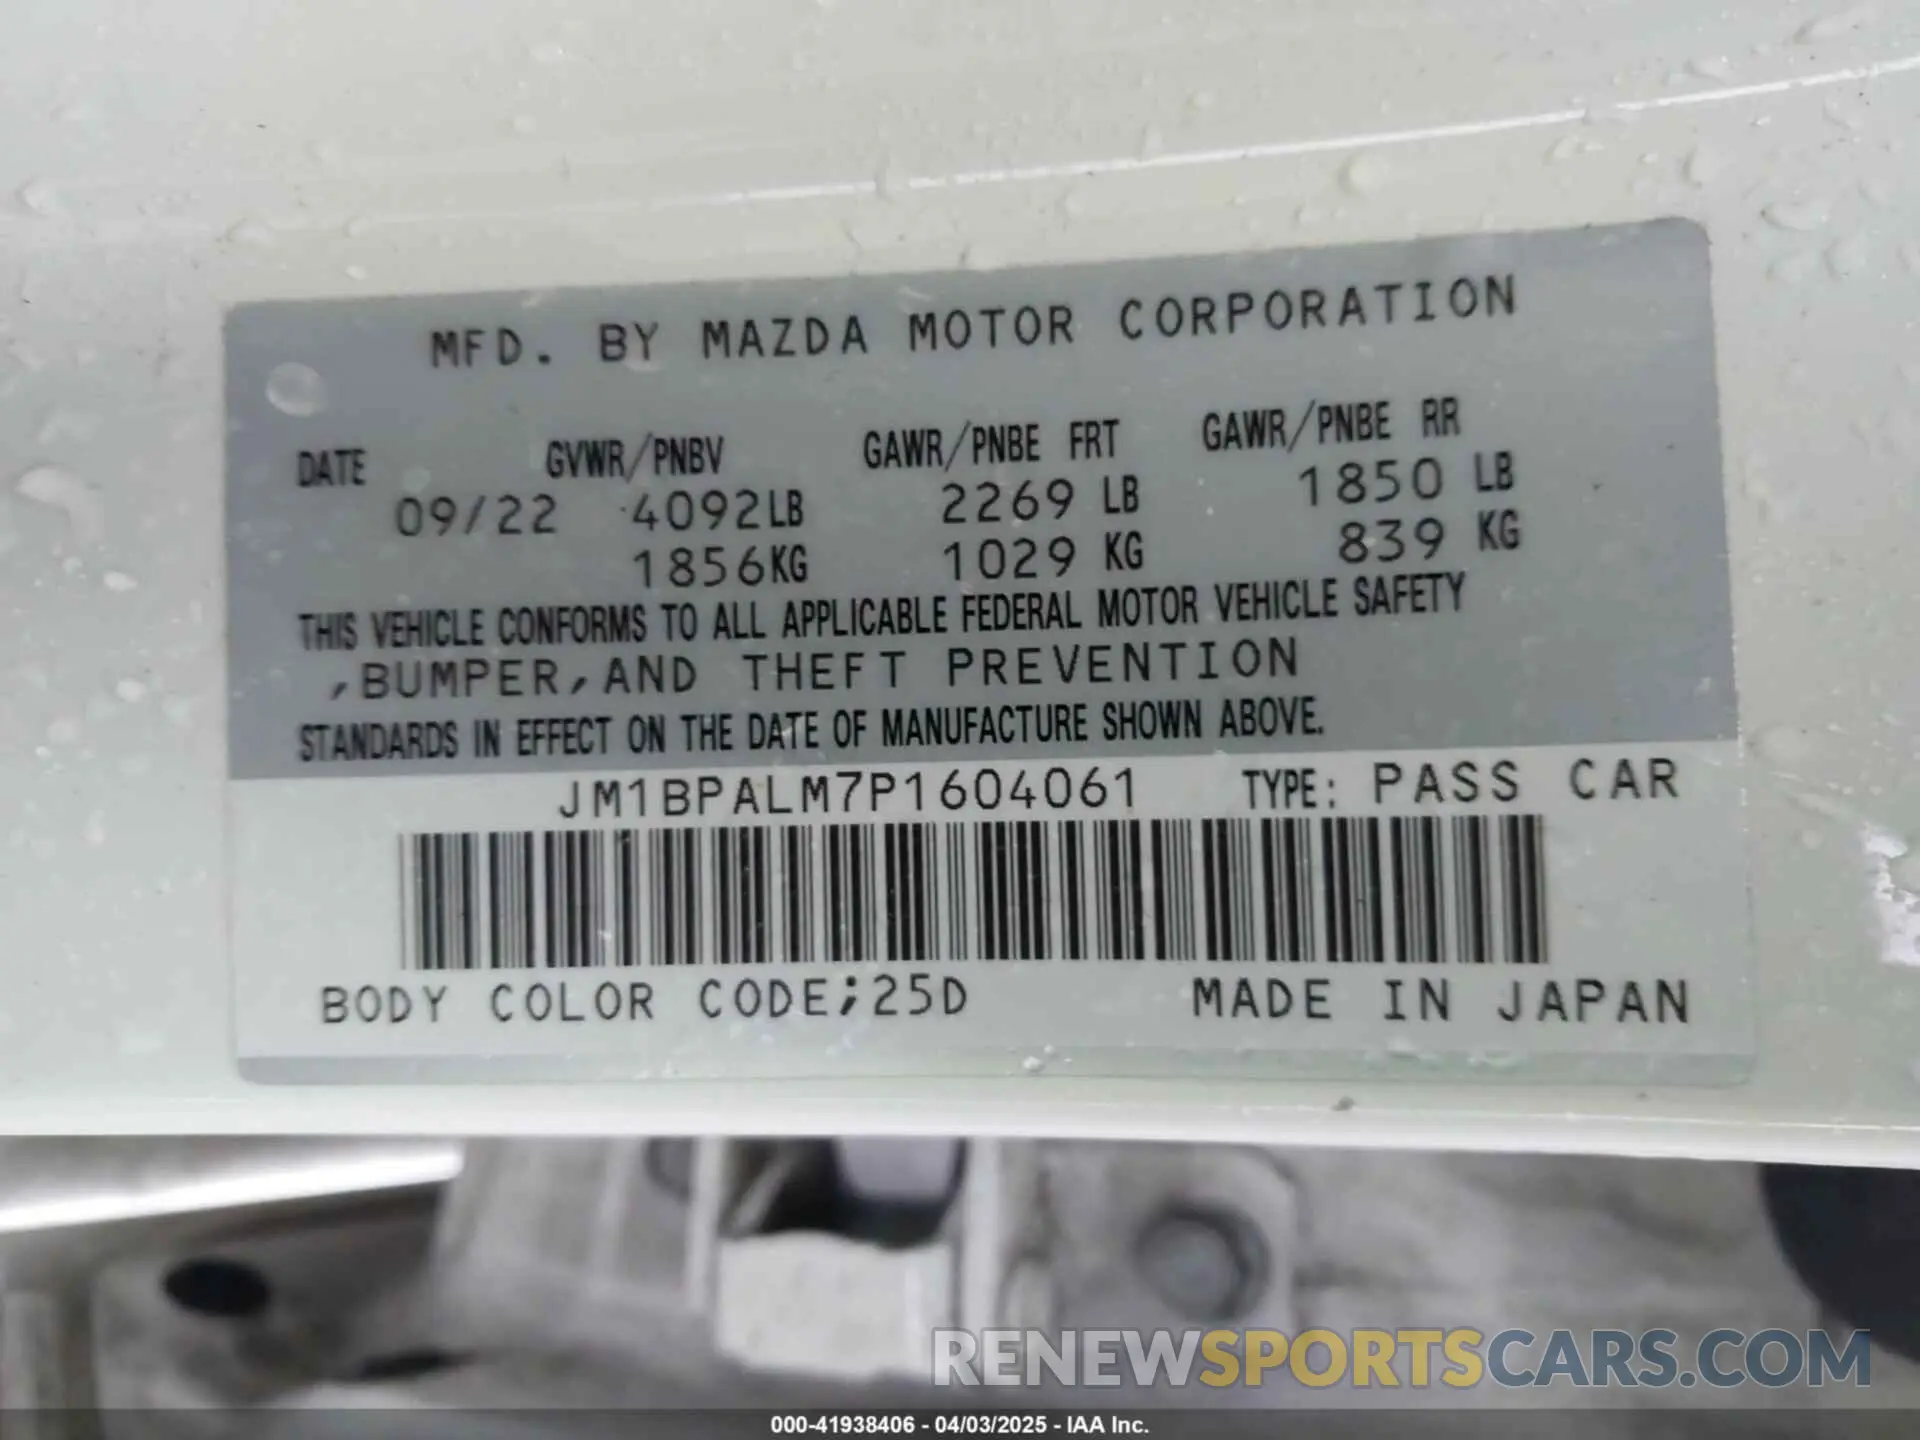 MFD. BY MAZDA MOTOR CORPORATION
DATE GVWR/PNBV GAWR/PNBE FRT GAWR/PNBE RR
09/22 4092LB 2269 LB 1850 LB
1856KG 1029 KG 839 KG
THIS VEHICLE CONFORMS TO ALL APPLICABLE FEDERAL MOTOR VEHICLE SAFETY
,BUMPER,AND THEFT PREVENTION
STANDARDS IN EFFECT ON THE DATE OF MANUFACTURE SHOWN ABOVE.
JM1BPALM7P1604061 TYPE: PASS CAR
BODY COLOR CODE;25D MADE IN JAPAN
RENEWSPORTSCARS.COM
000-41938406 - 04/03/2025 - IAA Inc.